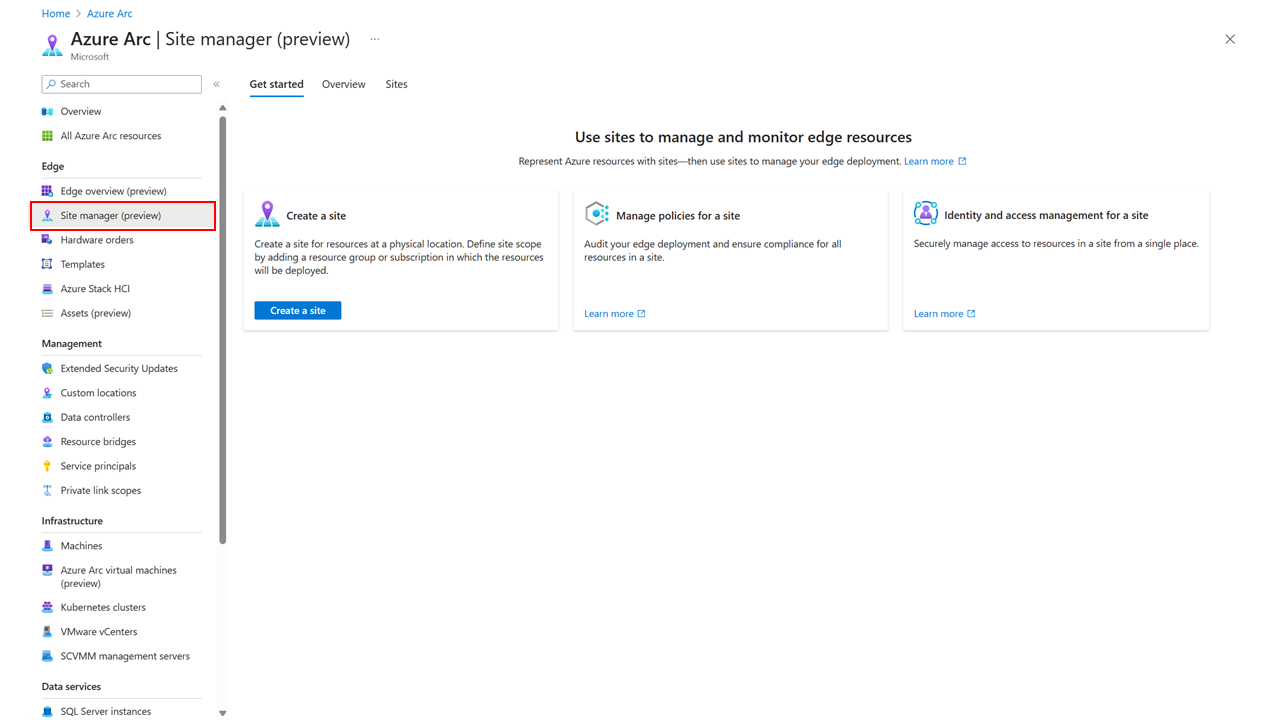 Home > Azure Arc
Azure Arc | Site manager (preview) ...
Microsoft
Search
«
Get started
Overview
Sites
Overview
All Azure Arc resources
Edge
Edge overview (preview)
Site manager (preview)
Hardware orders
Templates
Azure Stack HCI
Assets (preview)
Management
Extended Security Updates
Custom locations
Data controllers
Resource bridges
Service principals
Private link scopes
Infrastructure
Machines
Azure Arc virtual machines
(preview)
Kubernetes clusters
VMware vCenters
SCVMM management servers
Data services
SQL Server instances
Use sites to manage and monitor edge resources
Represent Azure resources with sites—then use sites to manage your edge deployment. Learn more
Create a site
Create a site for resources at a physical location. Define site scope
by adding a resource group or subscription in which the resources
will be deployed.
Create a site
Manage policies for a site
Audit your edge deployment and ensure compliance for all
resources in a site.
Learn more
Identity and access management for a site
Securely manage access to resources in a site from a single place.
Learn more